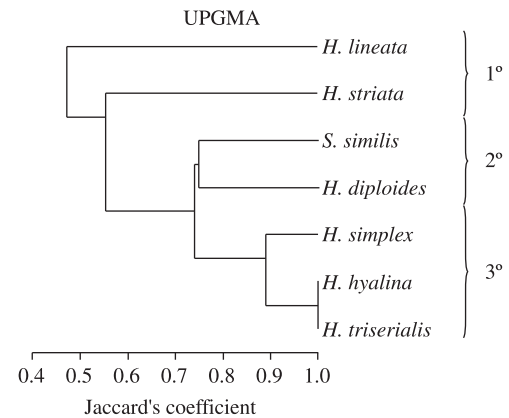 UPGMA
H. lineata
1º
H. striata
S. similis
2º
H. diploides
H. simplex
H. hyalina
3º
H. triserialis
0.4 0.5 0.6 0.7 0.8 0.9 1.0
Jaccard's coefficient